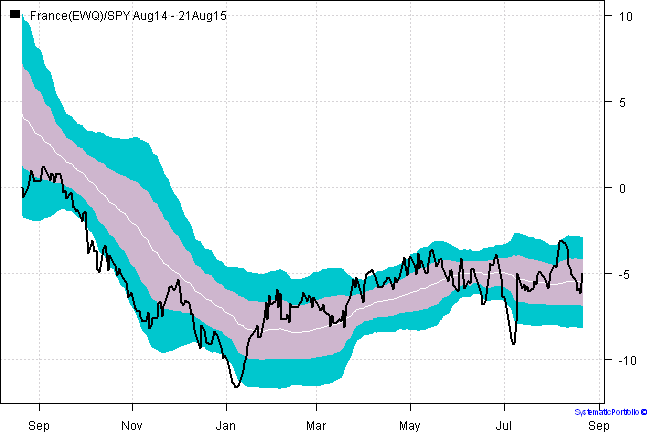 France(EWQ)/SPY Aug14 - 21Aug15
10
5
0
-5
-10
SystematicPortfolio ©
Sep Nov Jan Mar May Jul Sep